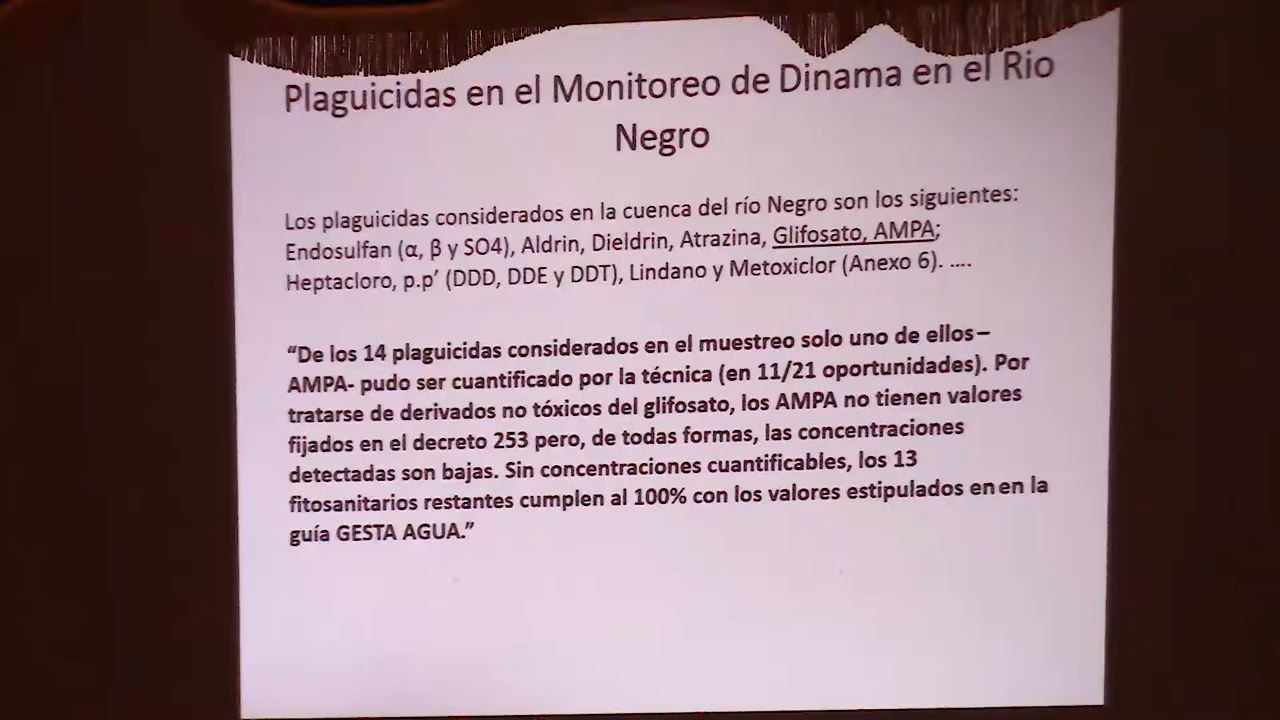 Plaguicidas en el Monitoreo de Dinama en el Rio
Negro
Los plaguicidas considerados en la cuenca del río Negro son los siguientes:
Endosulfan (α, β y SO4), Aldrin, Dieldrin, Atrazina, Glifosato, AMPA;
Heptacloro, p.p’ (DDD, DDE y DDT), Lindano y Metoxiclor (Anexo 6). ....
“De los 14 plaguicidas considerados en el muestreo solo uno de ellos–
AMPA- pudo ser cuantificado por la técnica (en 11/21 oportunidades). Por
tratarse de derivados no tóxicos del glifosato, los AMPA no tienen valores
fijados en el decreto 253 pero, de todas formas, las concentraciones
detectadas son bajas. Sin concentraciones cuantificables, los 13
fitosanitarios restantes cumplen al 100% con los valores estipulados en en la
guía GESTA AGUA.”